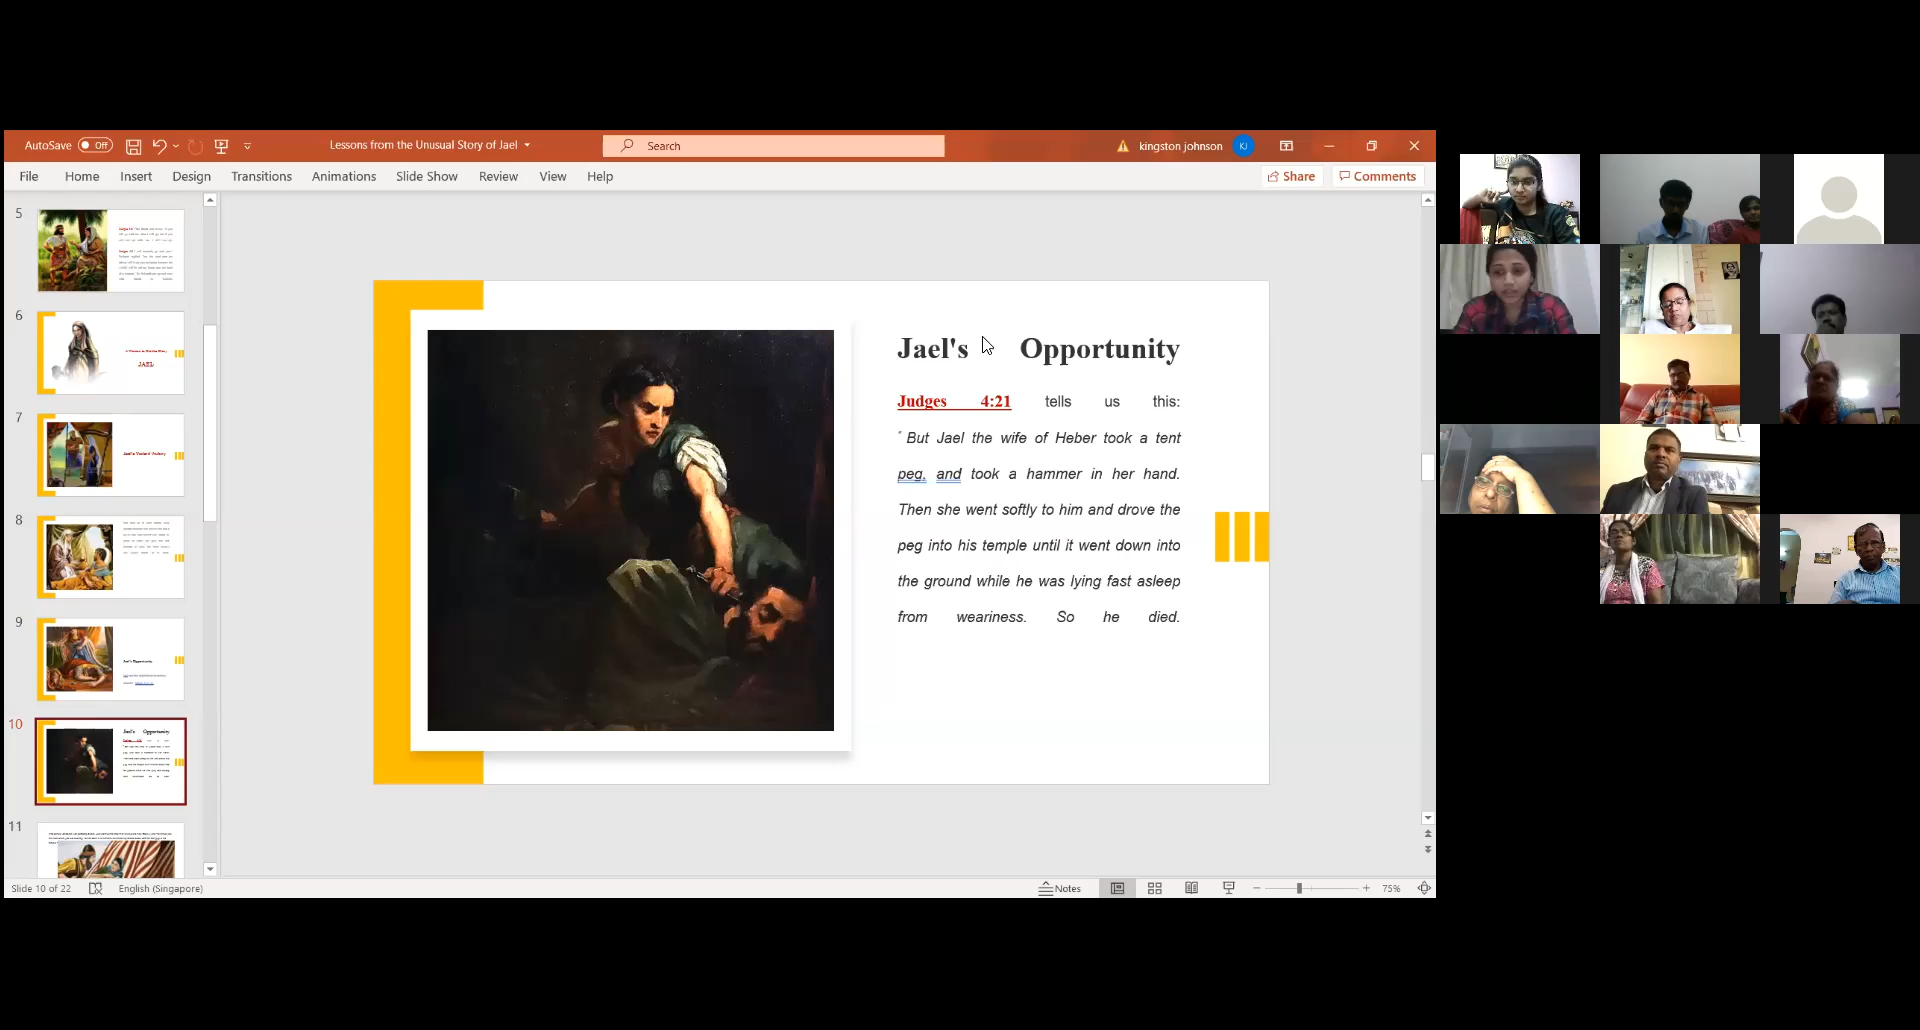 AutoSave Off
Lessons from the Unusual Story of Jael
Search
kingston johnson
KJ
File Home Insert Design Transitions Animations Slide Show Review View Help
Share Comments
5
6
JAEL
7
8
9
Jael's Opportunity
10
Jael's Opportunity
11
Jael's Opportunity
Judges 4:21 tells us this:
" But Jael the wife of Heber took a tent
peg, and took a hammer in her hand.
Then she went softly to him and drove the
peg into his temple until it went down into
the ground while he was lying fast asleep
from weariness. So he died.
Slide 10 of 22
English (Singapore)
Notes
75%